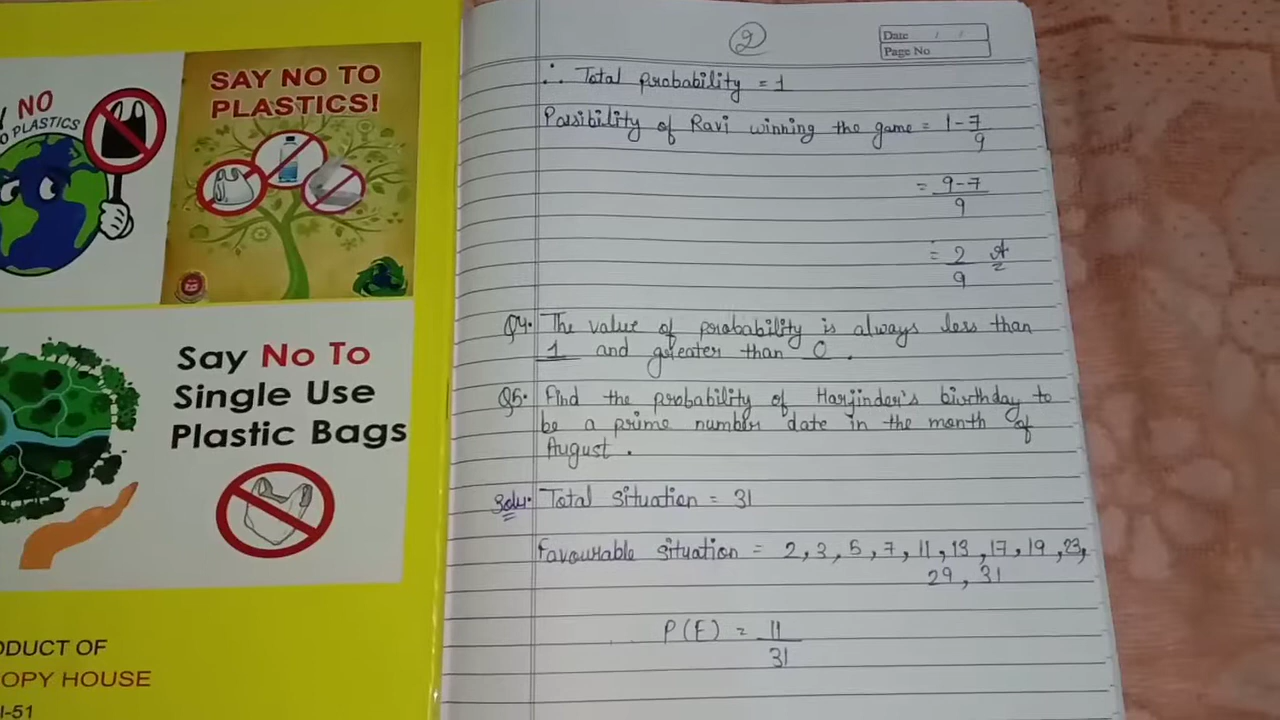 NO
O PLASTICS
SAY NO TO
PLASTICS!
Say No To
Single Use
Plastic Bags
ODUCT OF
OPY HOUSE
I-51
2
Date / /
Page No
∴ Total probability = 1
Possibility of Ravi winning the game = 1 - 7/9
= 9-7/9
= 2/9
Q4. The value of probability is always less than
1 and greater than 0.
Q5. Find the probability of Harjinder's birthday to
be a prime number date in the month of
August.
Solu. Total situation = 31
Favourable situation = 2, 3, 5, 7, 11, 13, 17, 19, 23,
29, 31
P(E) = 11/31